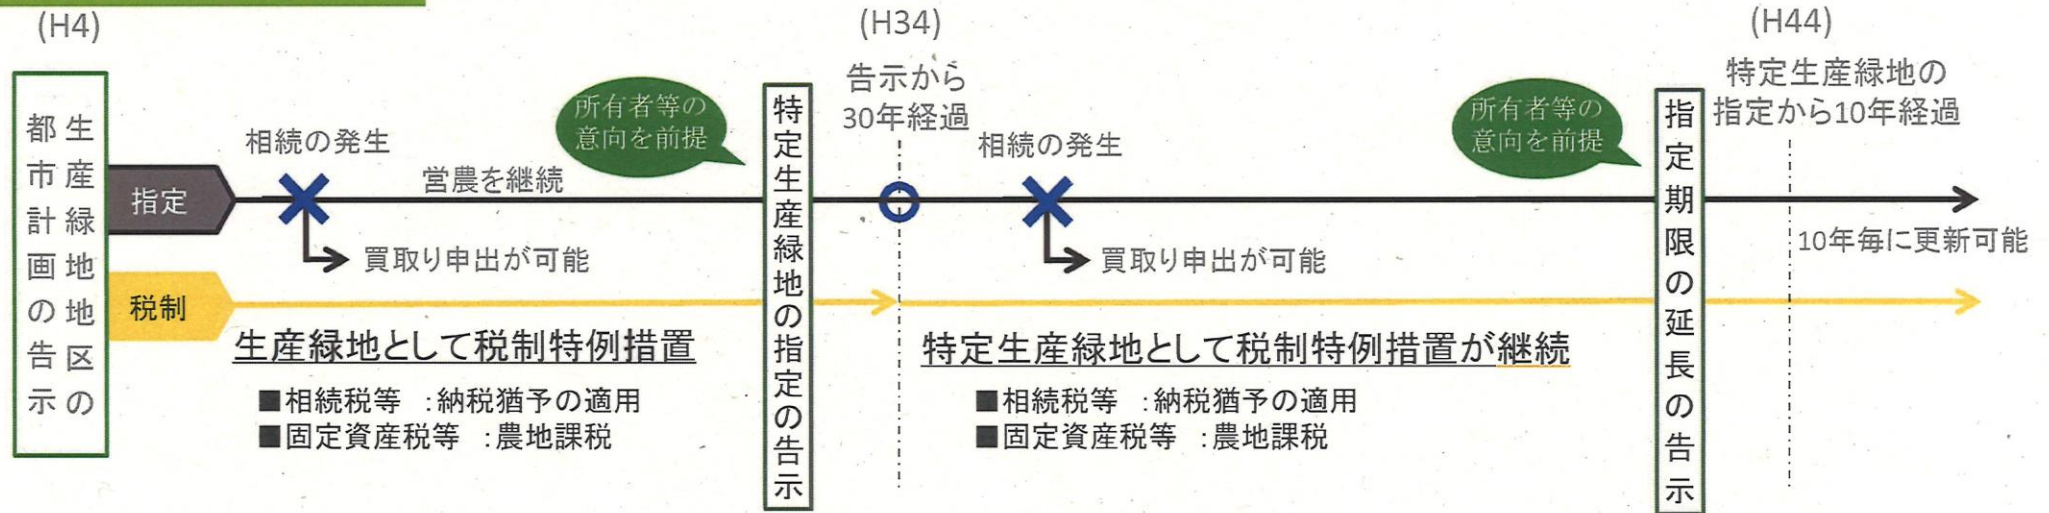 (H4)
生産緑地地区の
都市計画の告示
指定
税制
相続の発生
営農を継続
買取り申出が可能
生産緑地として税制特例措置
■相続税等 :納税猶予の適用
■固定資産税等 :農地課税
所有者等の
意向を前提
特定生産緑地の指定の告示
(H34)
告示から
30年経過
相続の発生
買取り申出が可能
特定生産緑地として税制特例措置が継続
■相続税等 :納税猶予の適用
■固定資産税等 :農地課税
所有者等の
意向を前提
指定期限の延長の告示
(H44)
特定生産緑地の
指定から10年経過
10年毎に更新可能